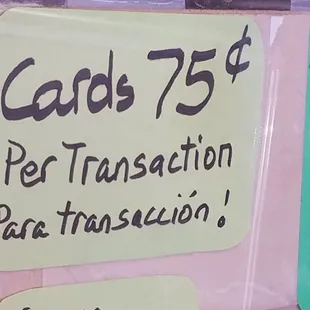 Cards 75¢
Per Transaction
Para transacción!